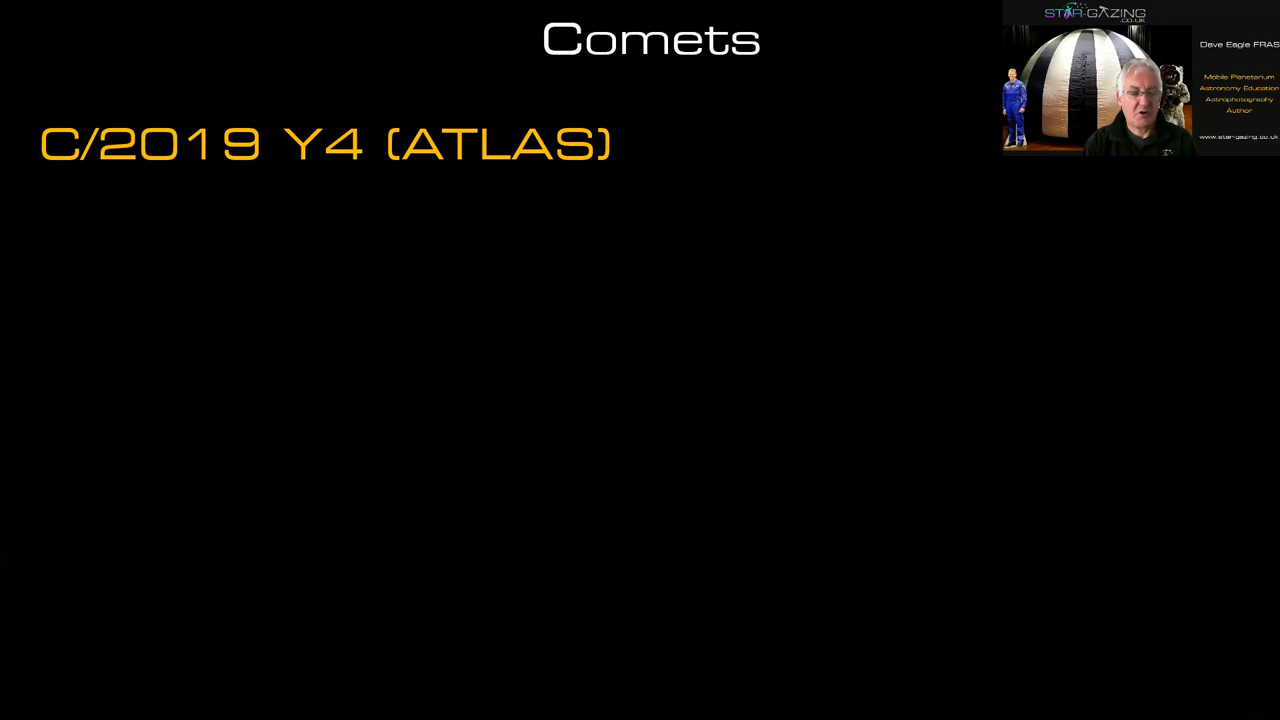 Comets
C/2019 Y4 (ATLAS)
STAR-GAZING
.CO.UK
Dave Eagle FRAS
Mobile Planetarium
Astronomy Education
Astrophotography
Author
www.star-gazing.co.uk